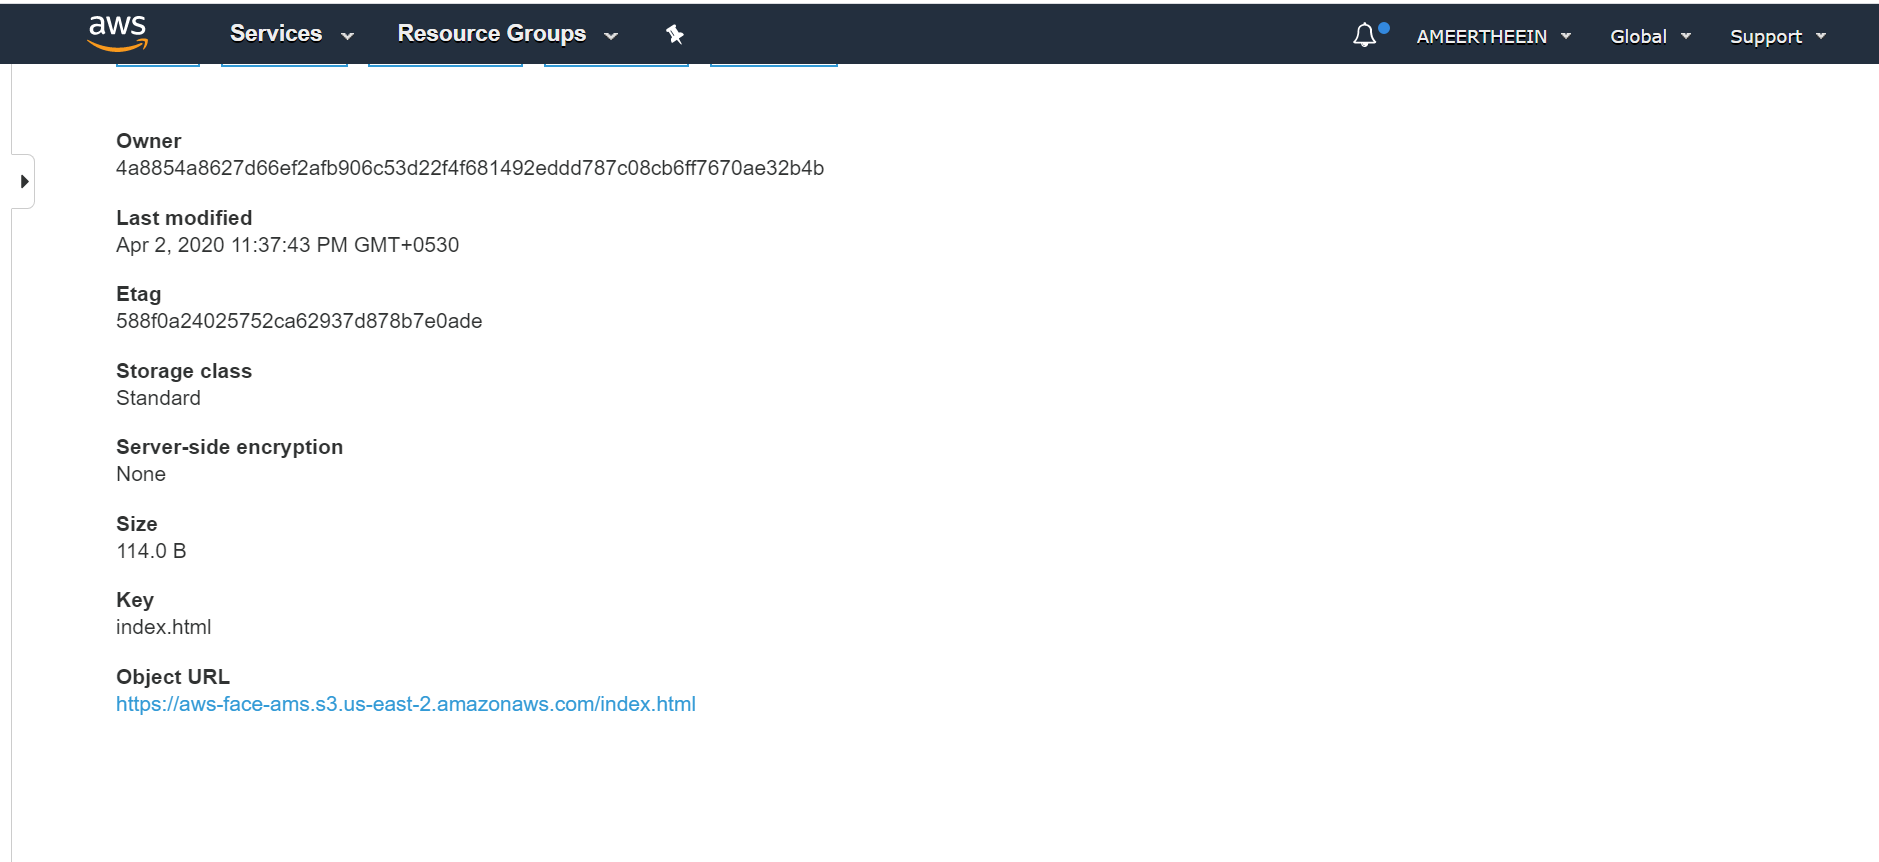 aws Services Resource Groups AMEERTHEEIN Global Support
Owner
4a8854a8627d66ef2afb906c53d22f4f681492eddd787c08cb6ff7670ae32b4b
Last modified
Apr 2, 2020 11:37:43 PM GMT+0530
Etag
588f0a24025752ca62937d878b7e0ade
Storage class
Standard
Server-side encryption
None
Size
114.0 B
Key
index.html
Object URL
https://aws-face-ams.s3.us-east-2.amazonaws.com/index.html